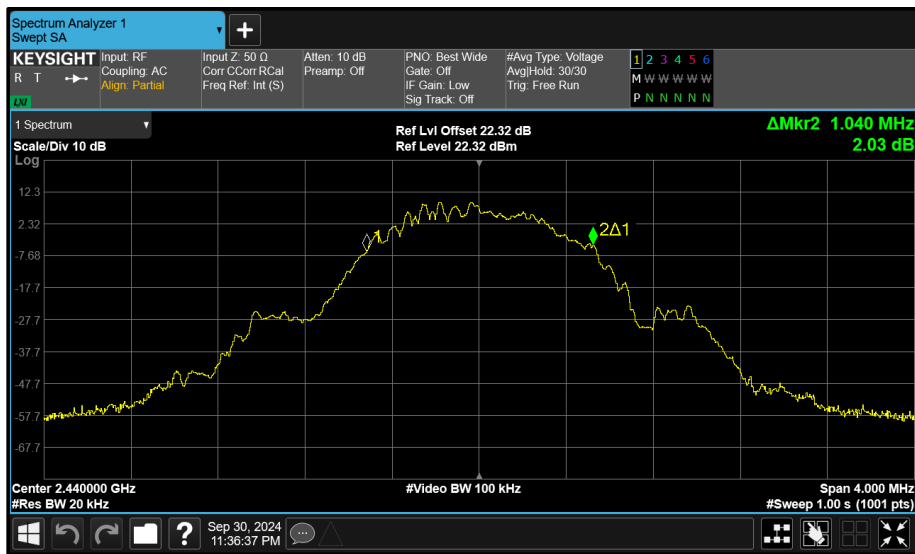 Spectrum Analyzer 1
Swept SA
+
KEYSIGHT
R T
LXI
Input: RF
Coupling: AC
Align: Partial
Input Z: 50 Ω
Corr CCorr RCal
Freq Ref: Int (S)
Atten: 10 dB
Preamp: Off
PNO: Best Wide
Gate: Off
IF Gain: Low
Sig Track: Off
#Avg Type: Voltage
Avg|Hold: 30/30
Trig: Free Run
1 2 3 4 5 6
M W W W W W
P N N N N N
1 Spectrum
Scale/Div 10 dB
Ref Lvl Offset 22.32 dB
Ref Level 22.32 dBm
ΔMkr2 1.040 MHz
2.03 dB
Log
12.3
2.32
-7.68
-17.7
-27.7
-37.7
-47.7
-57.7
-67.7
2Δ1
Center 2.440000 GHz
#Res BW 20 kHz
#Video BW 100 kHz
Span 4.000 MHz
#Sweep 1.00 s (1001 pts)
?
Sep 30, 2024
11:36:37 PM